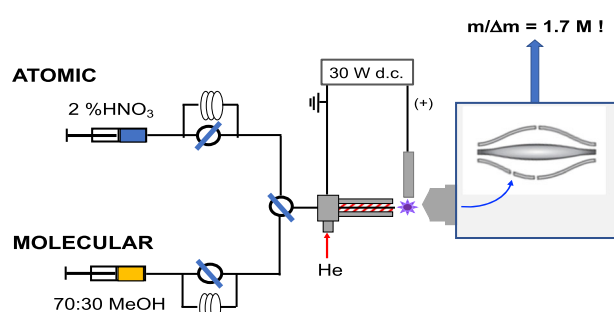 m/Δm = 1.7 M !
30 W d.c.
ATOMIC
2 %HNO₃
(+)
MOLECULAR
He
70:30 MeOH